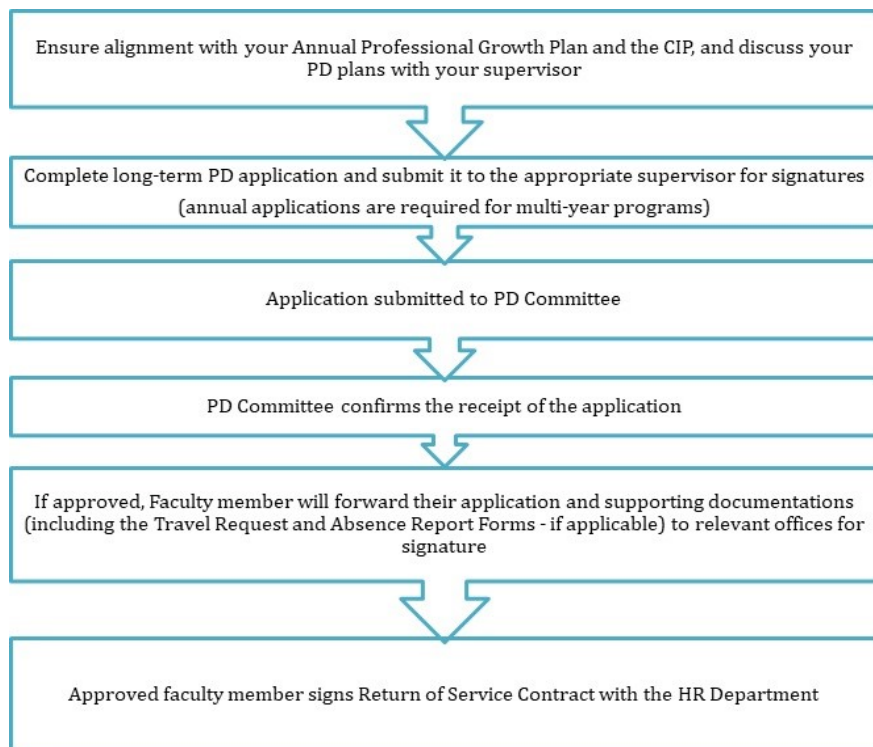 Ensure alignment with your Annual Professional Growth Plan and the CIP, and discuss your
PD plans with your supervisor
Complete long-term PD application and submit it to the appropriate supervisor for signatures
(annual applications are required for multi-year programs)
Application submitted to PD Committee
PD Committee confirms the receipt of the application
If approved, Faculty member will forward their application and supporting documentations
(including the Travel Request and Absence Report Forms - if applicable) to relevant offices for
signature
Approved faculty member signs Return of Service Contract with the HR Department